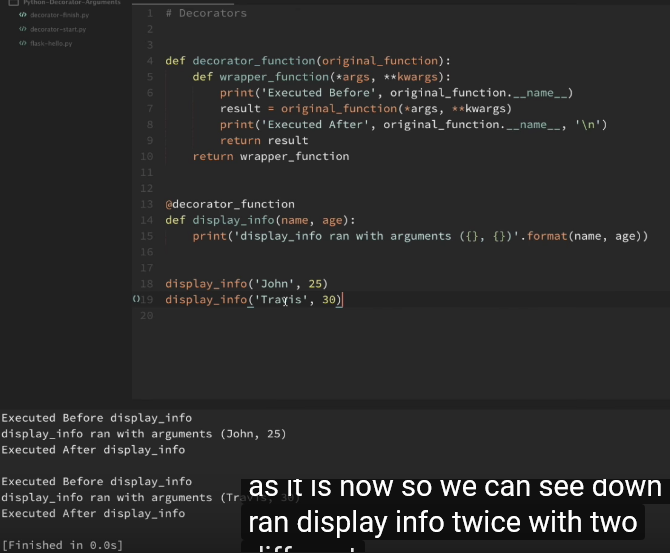 Python-Decorator-Arguments
decorator-finish.py
decorator-start.py
flask-hello.py
1 # Decorators
2
3
4 def decorator_function(original_function):
5 def wrapper_function(*args, **kwargs):
6 print('Executed Before', original_function.__name__)
7 result = original_function(*args, **kwargs)
8 print('Executed After', original_function.__name__, '\n')
9 return result
10 return wrapper_function
11
12
13 @decorator_function
14 def display_info(name, age):
15 print('display_info ran with arguments ({}, {})'.format(name, age))
16
17
18 display_info('John', 25)
19 display_info('Travis', 30)
20
Executed Before display_info
display_info ran with arguments (John, 25)
Executed After display_info
Executed Before display_info
display_info ran with arguments (Travis, 30)
Executed After display_info
[Finished in 0.0s]
as it is now so we can see down
ran display info twice with two
different